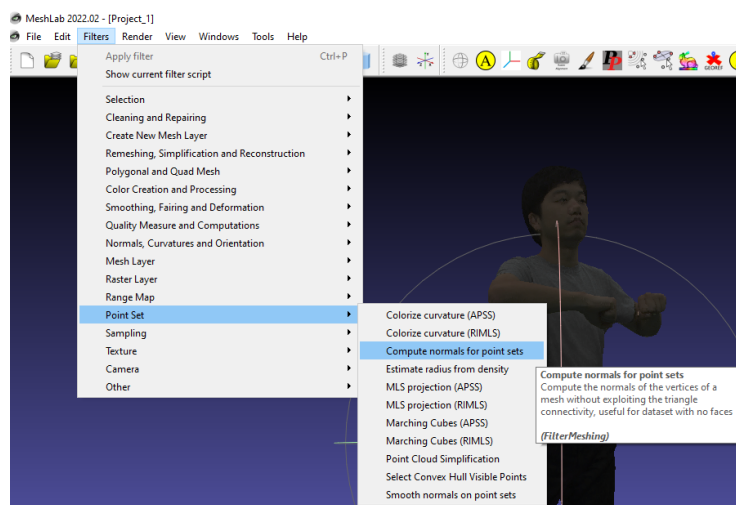 MeshLab 2022.02 - [Project_1]
File Edit Filters Render View Windows Tools Help
Apply filter Ctrl+P
Show current filter script
Selection
Cleaning and Repairing
Create New Mesh Layer
Remeshing, Simplification and Reconstruction
Polygonal and Quad Mesh
Color Creation and Processing
Smoothing, Fairing and Deformation
Quality Measure and Computations
Normals, Curvatures and Orientation
Mesh Layer
Raster Layer
Range Map
Point Set
Sampling
Texture
Camera
Other
Colorize curvature (APSS)
Colorize curvature (RIMLS)
Compute normals for point sets
Estimate radius from density
MLS projection (APSS)
MLS projection (RIMLS)
Marching Cubes (APSS)
Marching Cubes (RIMLS)
Point Cloud Simplification
Select Convex Hull Visible Points
Smooth normals on point sets
Compute normals for point sets
Compute the normals of the vertices of a
mesh without exploiting the triangle
connectivity, useful for dataset with no faces
(FilterMeshing)
A
GEOREF